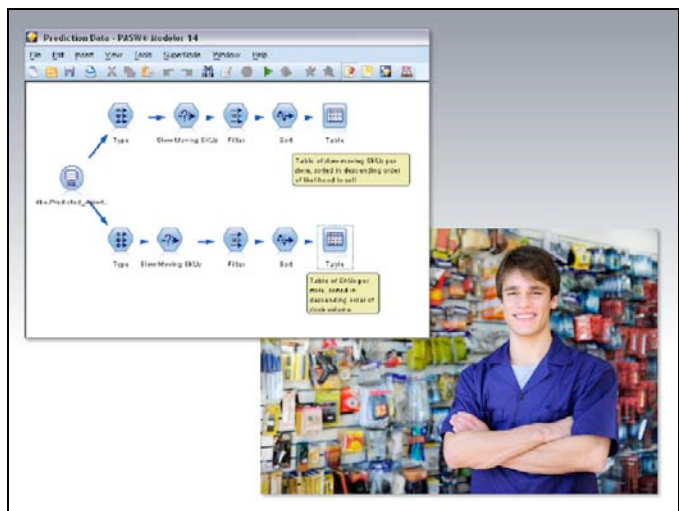 Prediction Data - PASW® Modeler 14
File Edit Insert View Tools SuperNode Window Help
Type Slow Moving SKUs Filter Sort Table
Table of slow moving SKUs per
store, sorted in descending order
of likelihood to sell
Type Slow Moving SKUs Filter Sort Table
Table of SKUs per
store, sorted in
descending order of
stock volume